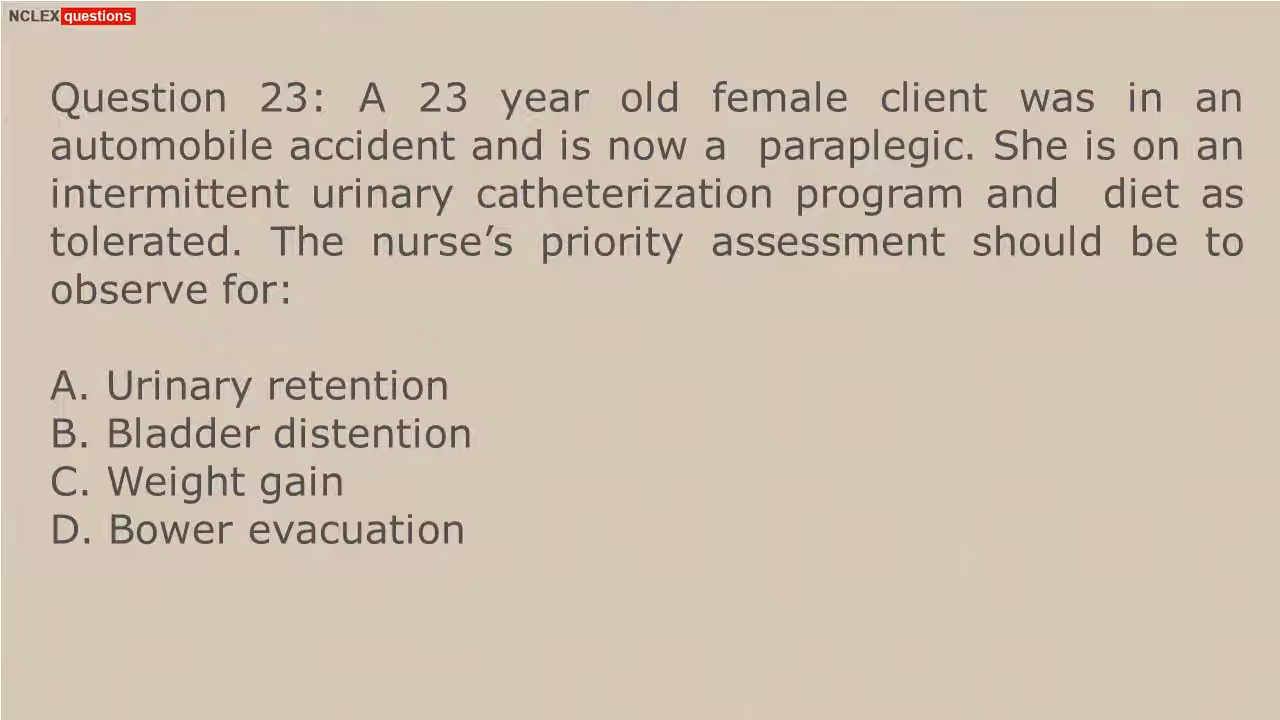 NCLEX questions
Question 23: A 23 year old female client was in an
automobile accident and is now a paraplegic. She is on an
intermittent urinary catheterization program and diet as
tolerated. The nurse’s priority assessment should be to
observe for:
A. Urinary retention
B. Bladder distention
C. Weight gain
D. Bower evacuation